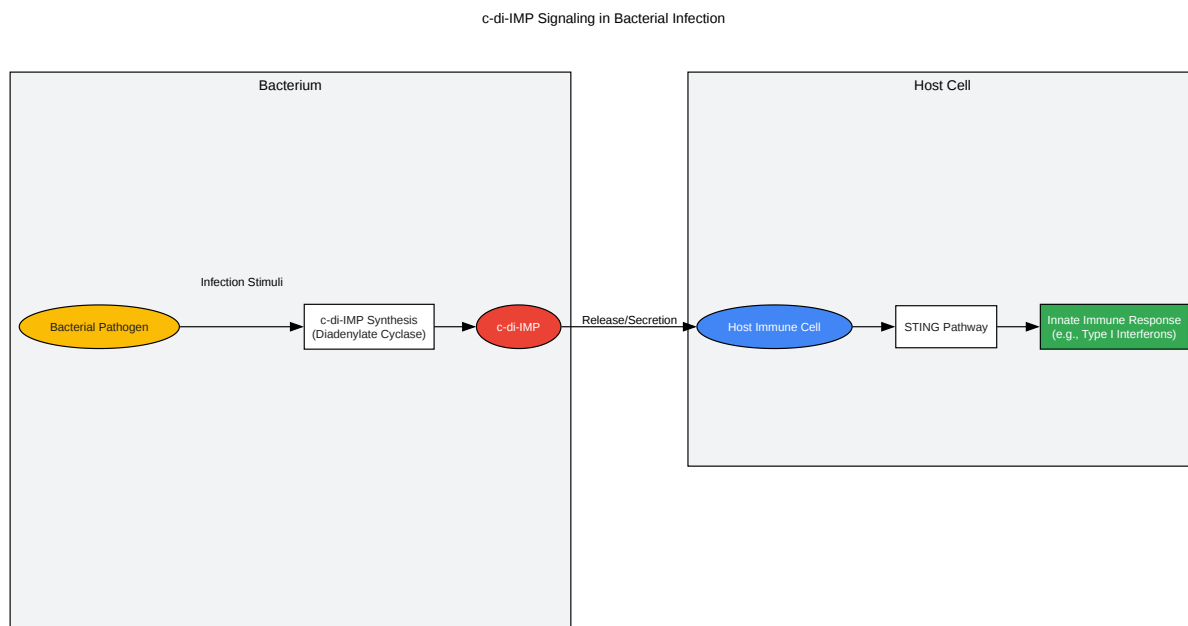 c-di-IMP Signaling in Bacterial Infection
Bacterium
Host Cell
Infection Stimuli
Bacterial Pathogen
c-di-IMP Synthesis
(Diadenylate Cyclase)
c-di-IMP
Release/Secretion
Host Immune Cell
STING Pathway
Innate Immune Response
(e.g., Type I Interferons)